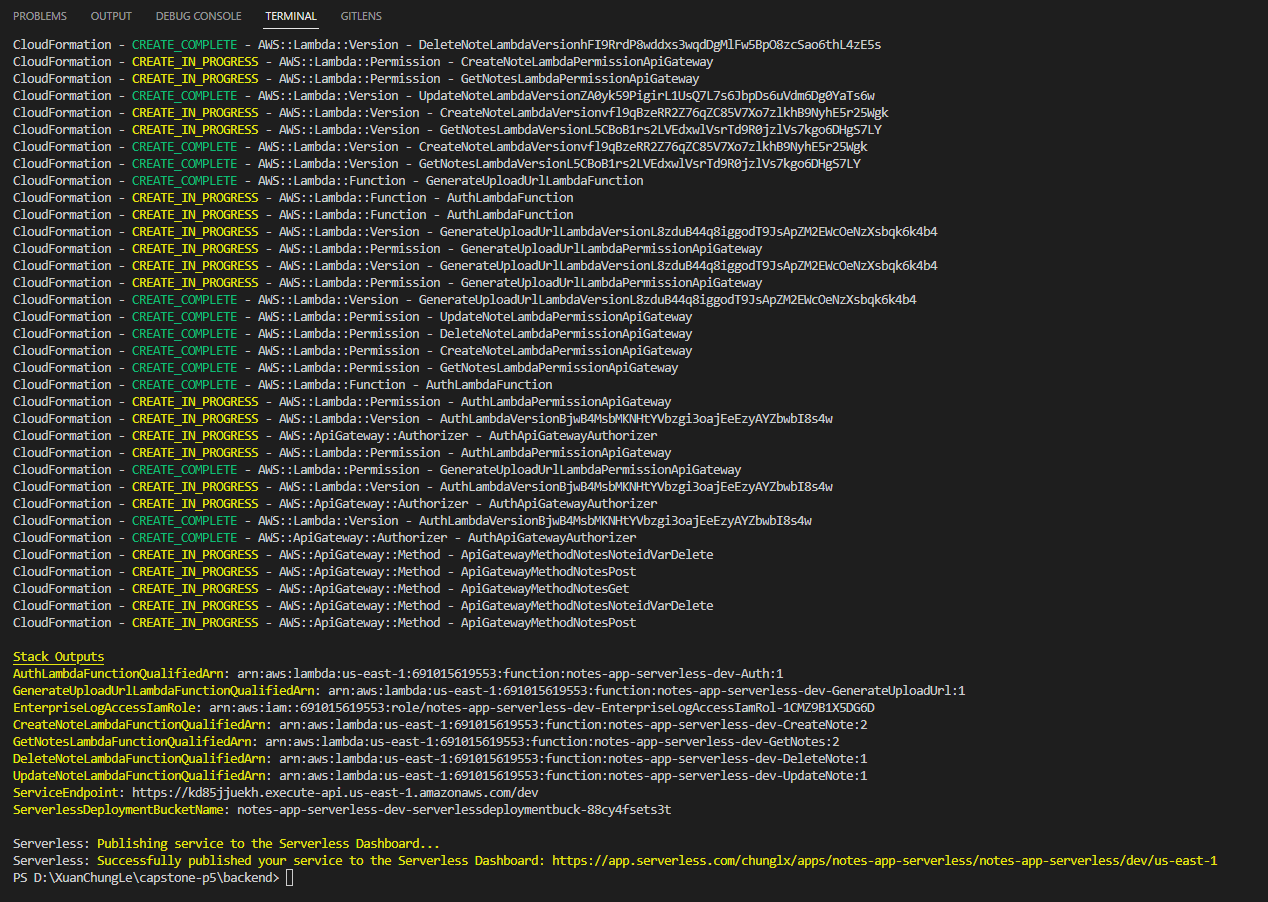 PROBLEMS OUTPUT DEBUG CONSOLE TERMINAL GITLENS
CloudFormation - CREATE_COMPLETE - AWS::Lambda::Version - DeleteNoteLambdaVersionhFI9RrdP8wddxs3wqdDgMlFw5BpO8zcSao6thL4zE5s
CloudFormation - CREATE_IN_PROGRESS - AWS::Lambda::Permission - CreateNoteLambdaPermissionApiGateway
CloudFormation - CREATE_IN_PROGRESS - AWS::Lambda::Permission - GetNotesLambdaPermissionApiGateway
CloudFormation - CREATE_COMPLETE - AWS::Lambda::Version - UpdateNoteLambdaVersionZA0yk59PigirL1UsQ7L7s6JbpDs6uVdm6Dg0YaTs6w
CloudFormation - CREATE_IN_PROGRESS - AWS::Lambda::Version - CreateNoteLambdaVersionvfl9qBzeRR2Z76qZC85V7Xo7zlkhB9NyhE5r25Wgk
CloudFormation - CREATE_IN_PROGRESS - AWS::Lambda::Version - GetNotesLambdaVersionL5CBoB1rs2LVEdxwlVsrTd9R0jzlVs7kgo6DHgS7LY
CloudFormation - CREATE_COMPLETE - AWS::Lambda::Version - CreateNoteLambdaVersionvfl9qBzeRR2Z76qZC85V7Xo7zlkhB9NyhE5r25Wgk
CloudFormation - CREATE_COMPLETE - AWS::Lambda::Version - GetNotesLambdaVersionL5CBoB1rs2LVEdxwlVsrTd9R0jzlVs7kgo6DHgS7LY
CloudFormation - CREATE_COMPLETE - AWS::Lambda::Function - GenerateUploadUrlLambdaFunction
CloudFormation - CREATE_IN_PROGRESS - AWS::Lambda::Function - AuthLambdaFunction
CloudFormation - CREATE_IN_PROGRESS - AWS::Lambda::Function - AuthLambdaFunction
CloudFormation - CREATE_IN_PROGRESS - AWS::Lambda::Version - GenerateUploadUrlLambdaVersionL8zduB44q8iggodT9JsApZM2EWcOeNzXsbqk6k4b4
CloudFormation - CREATE_IN_PROGRESS - AWS::Lambda::Permission - GenerateUploadUrlLambdaPermissionApiGateway
CloudFormation - CREATE_IN_PROGRESS - AWS::Lambda::Version - GenerateUploadUrlLambdaVersionL8zduB44q8iggodT9JsApZM2EWcOeNzXsbqk6k4b4
CloudFormation - CREATE_IN_PROGRESS - AWS::Lambda::Permission - GenerateUploadUrlLambdaPermissionApiGateway
CloudFormation - CREATE_COMPLETE - AWS::Lambda::Version - GenerateUploadUrlLambdaVersionL8zduB44q8iggodT9JsApZM2EWcOeNzXsbqk6k4b4
CloudFormation - CREATE_COMPLETE - AWS::Lambda::Permission - UpdateNoteLambdaPermissionApiGateway
CloudFormation - CREATE_COMPLETE - AWS::Lambda::Permission - DeleteNoteLambdaPermissionApiGateway
CloudFormation - CREATE_COMPLETE - AWS::Lambda::Permission - CreateNoteLambdaPermissionApiGateway
CloudFormation - CREATE_COMPLETE - AWS::Lambda::Permission - GetNotesLambdaPermissionApiGateway
CloudFormation - CREATE_COMPLETE - AWS::Lambda::Function - AuthLambdaFunction
CloudFormation - CREATE_IN_PROGRESS - AWS::Lambda::Permission - AuthLambdaPermissionApiGateway
CloudFormation - CREATE_IN_PROGRESS - AWS::Lambda::Version - AuthLambdaVersionBjwB4MsbMKNHtYVbzgi3oajEeEzyAYZbwbI8s4w
CloudFormation - CREATE_IN_PROGRESS - AWS::ApiGateway::Authorizer - AuthApiGatewayAuthorizer
CloudFormation - CREATE_IN_PROGRESS - AWS::Lambda::Permission - AuthLambdaPermissionApiGateway
CloudFormation - CREATE_COMPLETE - AWS::Lambda::Permission - GenerateUploadUrlLambdaPermissionApiGateway
CloudFormation - CREATE_IN_PROGRESS - AWS::Lambda::Version - AuthLambdaVersionBjwB4MsbMKNHtYVbzgi3oajEeEzyAYZbwbI8s4w
CloudFormation - CREATE_IN_PROGRESS - AWS::ApiGateway::Authorizer - AuthApiGatewayAuthorizer
CloudFormation - CREATE_COMPLETE - AWS::Lambda::Version - AuthLambdaVersionBjwB4MsbMKNHtYVbzgi3oajEeEzyAYZbwbI8s4w
CloudFormation - CREATE_COMPLETE - AWS::ApiGateway::Authorizer - AuthApiGatewayAuthorizer
CloudFormation - CREATE_IN_PROGRESS - AWS::ApiGateway::Method - ApiGatewayMethodNotesNoteidVarDelete
CloudFormation - CREATE_IN_PROGRESS - AWS::ApiGateway::Method - ApiGatewayMethodNotesPost
CloudFormation - CREATE_IN_PROGRESS - AWS::ApiGateway::Method - ApiGatewayMethodNotesGet
CloudFormation - CREATE_IN_PROGRESS - AWS::ApiGateway::Method - ApiGatewayMethodNotesNoteidVarDelete
CloudFormation - CREATE_IN_PROGRESS - AWS::ApiGateway::Method - ApiGatewayMethodNotesPost
Stack Outputs
AuthLambdaFunctionQualifiedArn: arn:aws:lambda:us-east-1:691015619553:function:notes-app-serverless-dev-Auth:1
GenerateUploadUrlLambdaFunctionQualifiedArn: arn:aws:lambda:us-east-1:691015619553:function:notes-app-serverless-dev-GenerateUploadUrl:1
EnterpriseLogAccessIamRole: arn:aws:iam::691015619553:role/notes-app-serverless-dev-EnterpriseLogAccessIamRol-1CMZ9B1X5DG6D
CreateNoteLambdaFunctionQualifiedArn: arn:aws:lambda:us-east-1:691015619553:function:notes-app-serverless-dev-CreateNote:2
GetNotesLambdaFunctionQualifiedArn: arn:aws:lambda:us-east-1:691015619553:function:notes-app-serverless-dev-GetNotes:2
DeleteNoteLambdaFunctionQualifiedArn: arn:aws:lambda:us-east-1:691015619553:function:notes-app-serverless-dev-DeleteNote:1
UpdateNoteLambdaFunctionQualifiedArn: arn:aws:lambda:us-east-1:691015619553:function:notes-app-serverless-dev-UpdateNote:1
ServiceEndpoint: https://kd85jjuekh.execute-api.us-east-1.amazonaws.com/dev
ServerlessDeploymentBucketName: notes-app-serverless-dev-serverlessdeploymentbuck-88cy4fsets3t
Serverless: Publishing service to the Serverless Dashboard...
Serverless: Successfully published your service to the Serverless Dashboard: https://app.serverless.com/chunglx/apps/notes-app-serverless/notes-app-serverless/dev/us-east-1
PS D:\XuanChungLe\capstone-p5\backend>